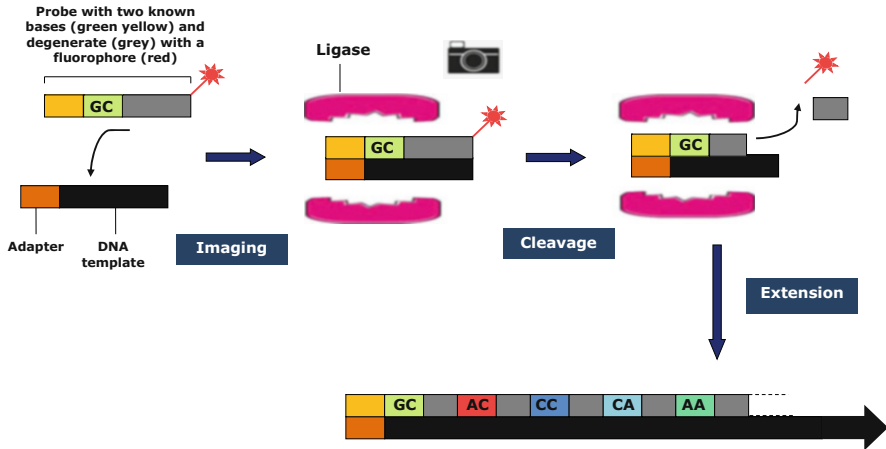 Probe with two known
bases (green yellow) and
degenerate (grey) with a
fluorophore (red)
GC
Adapter
DNA
template
Imaging
Ligase
GC
Cleavage
GC
Extension
GC AC CC CA AA